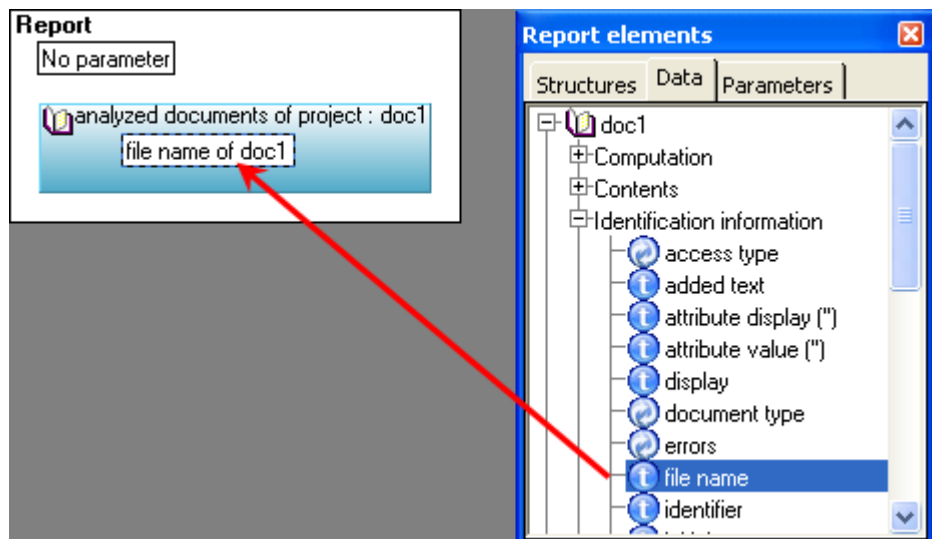 Report
No parameter
analyzed documents of project : doc1
file name of doc1
Report elements
Structures
Data
Parameters
doc1
Computation
Contents
Identification information
access type
added text
attribute display (")
attribute value (")
display
document type
errors
file name
identifier